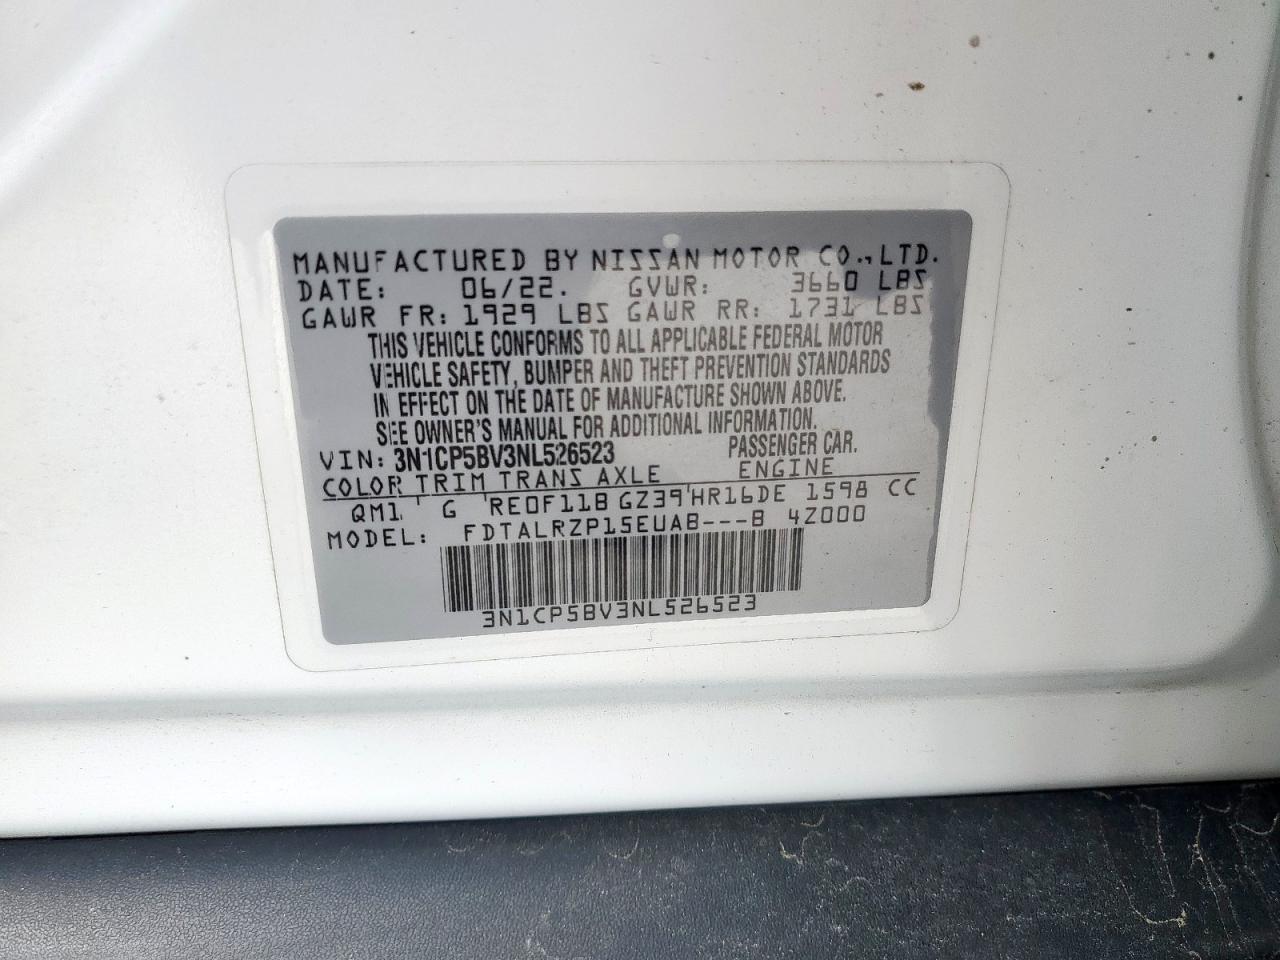 MANUFACTURED BY NISSAN MOTOR CO.,LTD.
DATE: 06/22. GVWR: 3660 LBS
GAWR FR: 1929 LBS GAWR RR: 1731 LBS
THIS VEHICLE CONFORMS TO ALL APPLICABLE FEDERAL MOTOR
VEHICLE SAFETY, BUMPER AND THEFT PREVENTION STANDARDS
IN EFFECT ON THE DATE OF MANUFACTURE SHOWN ABOVE.
SEE OWNER'S MANUAL FOR ADDITIONAL INFORMATION.
VIN: 3N1CP5BV3NL526523 PASSENGER CAR.
COLOR TRIM TRANS AXLE ENGINE
QM1 G RE0F11B GZ39 HR16DE 1598 CC
MODEL: FDTALRZP15EUAB---B 4Z000
3N1CP5BV3NL526523